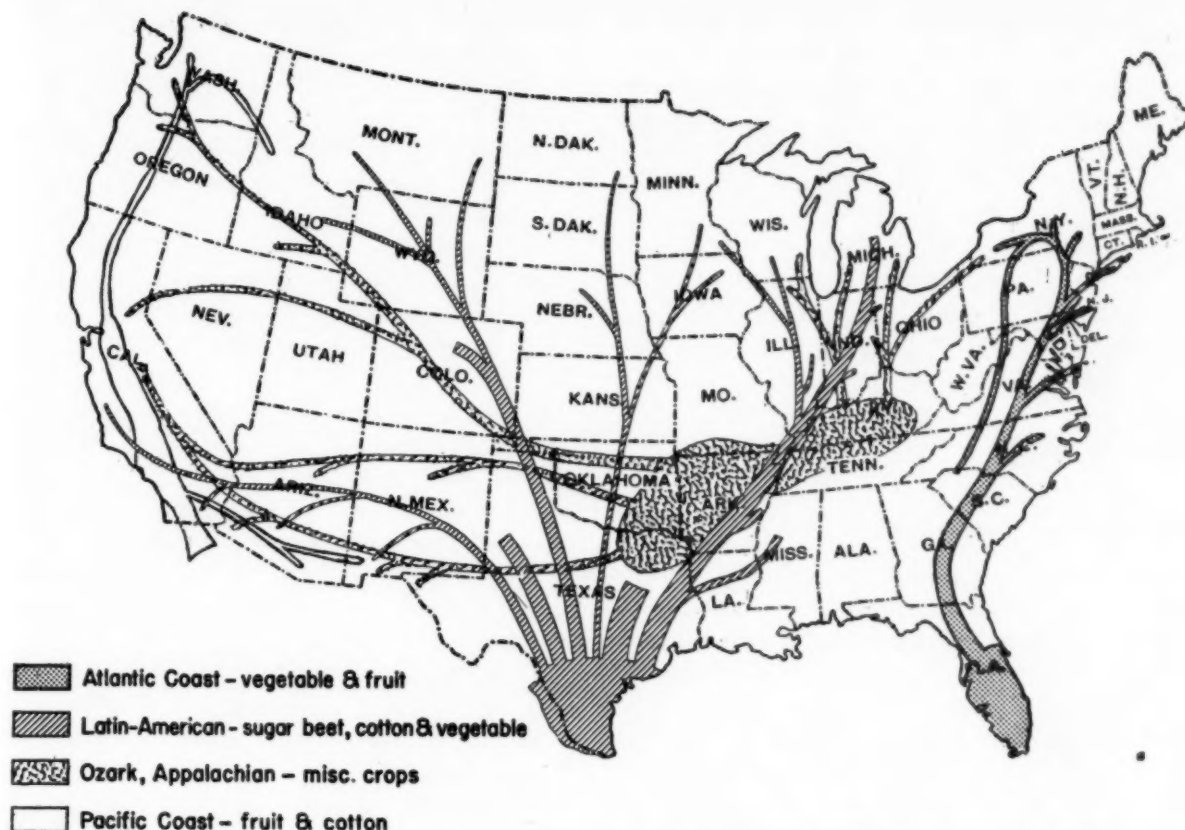 WASH.
MONT.
N.DAK.
MINN.
ME.
OREGON
IDAHO
WYO.
S.DAK.
WIS.
MICH.
N.Y.
VT.
N.H.
MASS.
CT.
R.I.
NEV.
UTAH
COLO.
NEBR.
IOWA
ILL.
IND.
OHIO
PA.
N.J.
CAL.
KANS.
MO.
W.VA.
VA.
MD.
DEL.
KY.
ARIZ.
N.MEX.
OKLAHOMA
ARK.
TENN.
S.C.
TEXAS
LA.
MISS.
ALA.
GA.
Atlantic Coast - vegetable & fruit
Latin-American - sugar beet, cotton & vegetable
Ozark, Appalachian - misc. crops
Pacific Coast - fruit & cotton